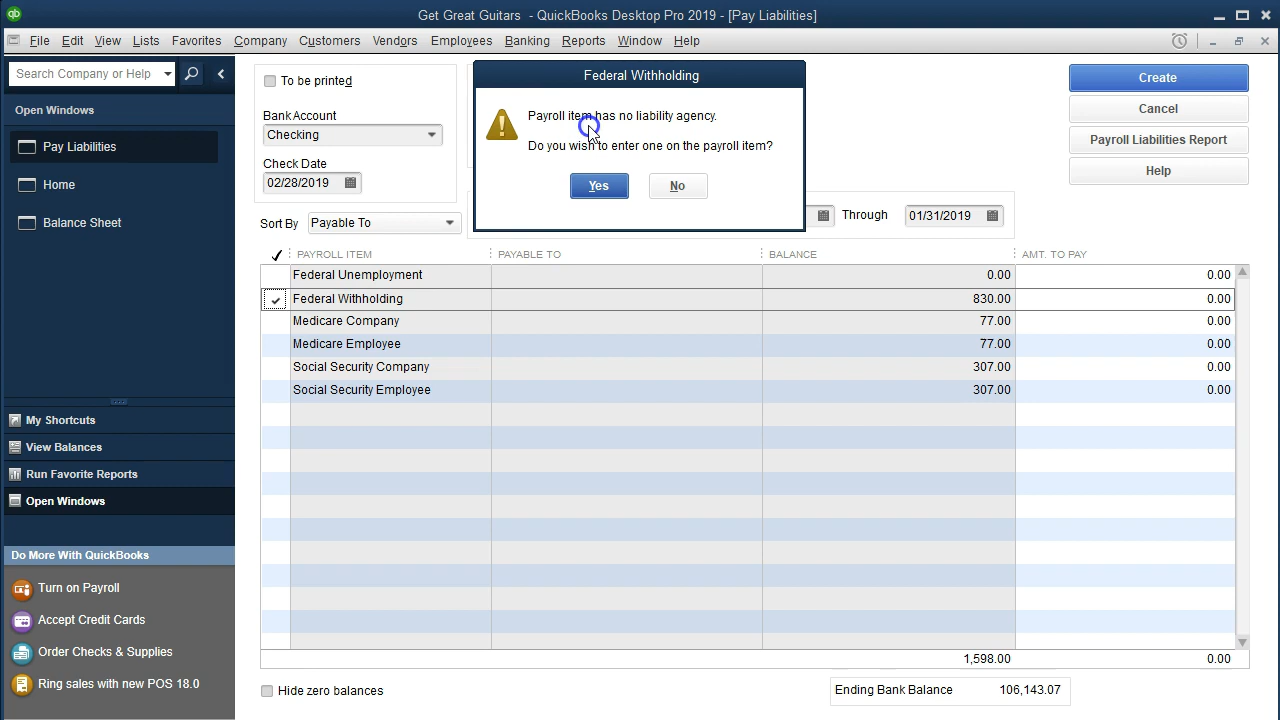 Get Great Guitars - QuickBooks Desktop Pro 2019 - [Pay Liabilities]
File Edit View Lists Favorites Company Customers Vendors Employees Banking Reports Window Help
Search Company or Help
Open Windows
Pay Liabilities
Home
Balance Sheet
My Shortcuts
View Balances
Run Favorite Reports
Open Windows
Do More With QuickBooks
Turn on Payroll
Accept Credit Cards
Order Checks & Supplies
Ring sales with new POS 18.0
To be printed
Bank Account
Checking
Check Date
02/28/2019
Sort By Payable To
Federal Withholding
Payroll item has no liability agency.
Do you wish to enter one on the payroll item?
Yes No
Through 01/31/2019
Create
Cancel
Payroll Liabilities Report
Help
PAYROLL ITEM PAYABLE TO BALANCE AMT. TO PAY
Federal Unemployment 0.00 0.00
Federal Withholding 830.00 0.00
Medicare Company 77.00 0.00
Medicare Employee 77.00 0.00
Social Security Company 307.00 0.00
Social Security Employee 307.00 0.00
1,598.00 0.00
Hide zero balances
Ending Bank Balance 106,143.07